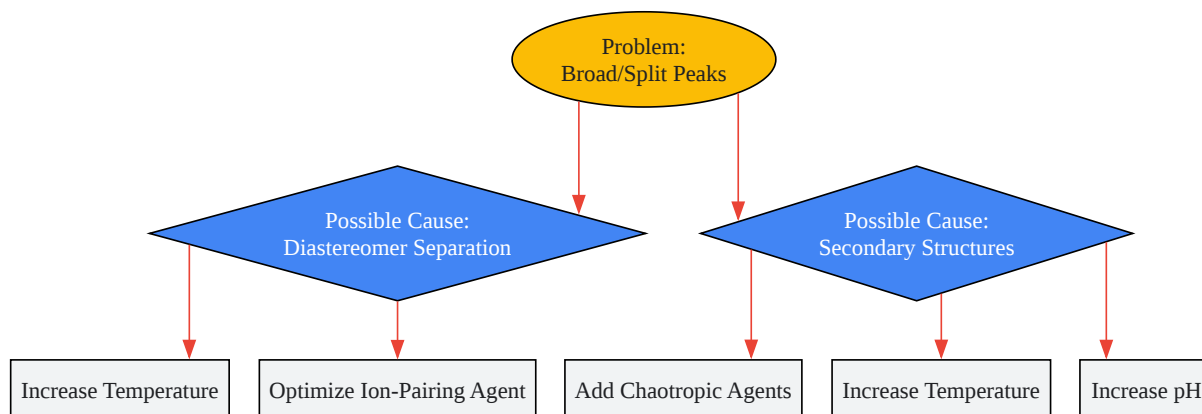 Problem:
Broad/Split Peaks
Possible Cause:
Diastereomer Separation
Possible Cause:
Secondary Structures
Increase Temperature
Optimize Ion-Pairing Agent
Add Chaotropic Agents
Increase Temperature
Increase pH